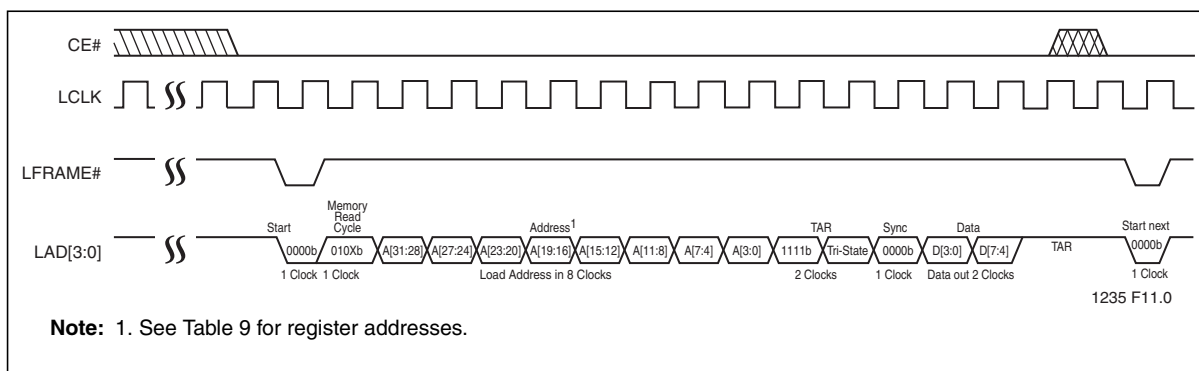 CE#
LCLK
LFRAME#
LAD[3:0]
Start
Memory
Read
Cycle
Address1
TAR
Sync
Data
TAR
Start next
0000b
010Xb
A[31:28]
A[27:24]
A[23:20]
A[19:16]
A[15:12]
A[11:8]
A[7:4]
A[3:0]
1111b
Tri-State
0000b
D[3:0]
D[7:4]
0000b
1 Clock
1 Clock
Load Address in 8 Clocks
2 Clocks
1 Clock
Data out 2 Clocks
1 Clock
1235 F11.0
Note: 1. See Table 9 for register addresses.